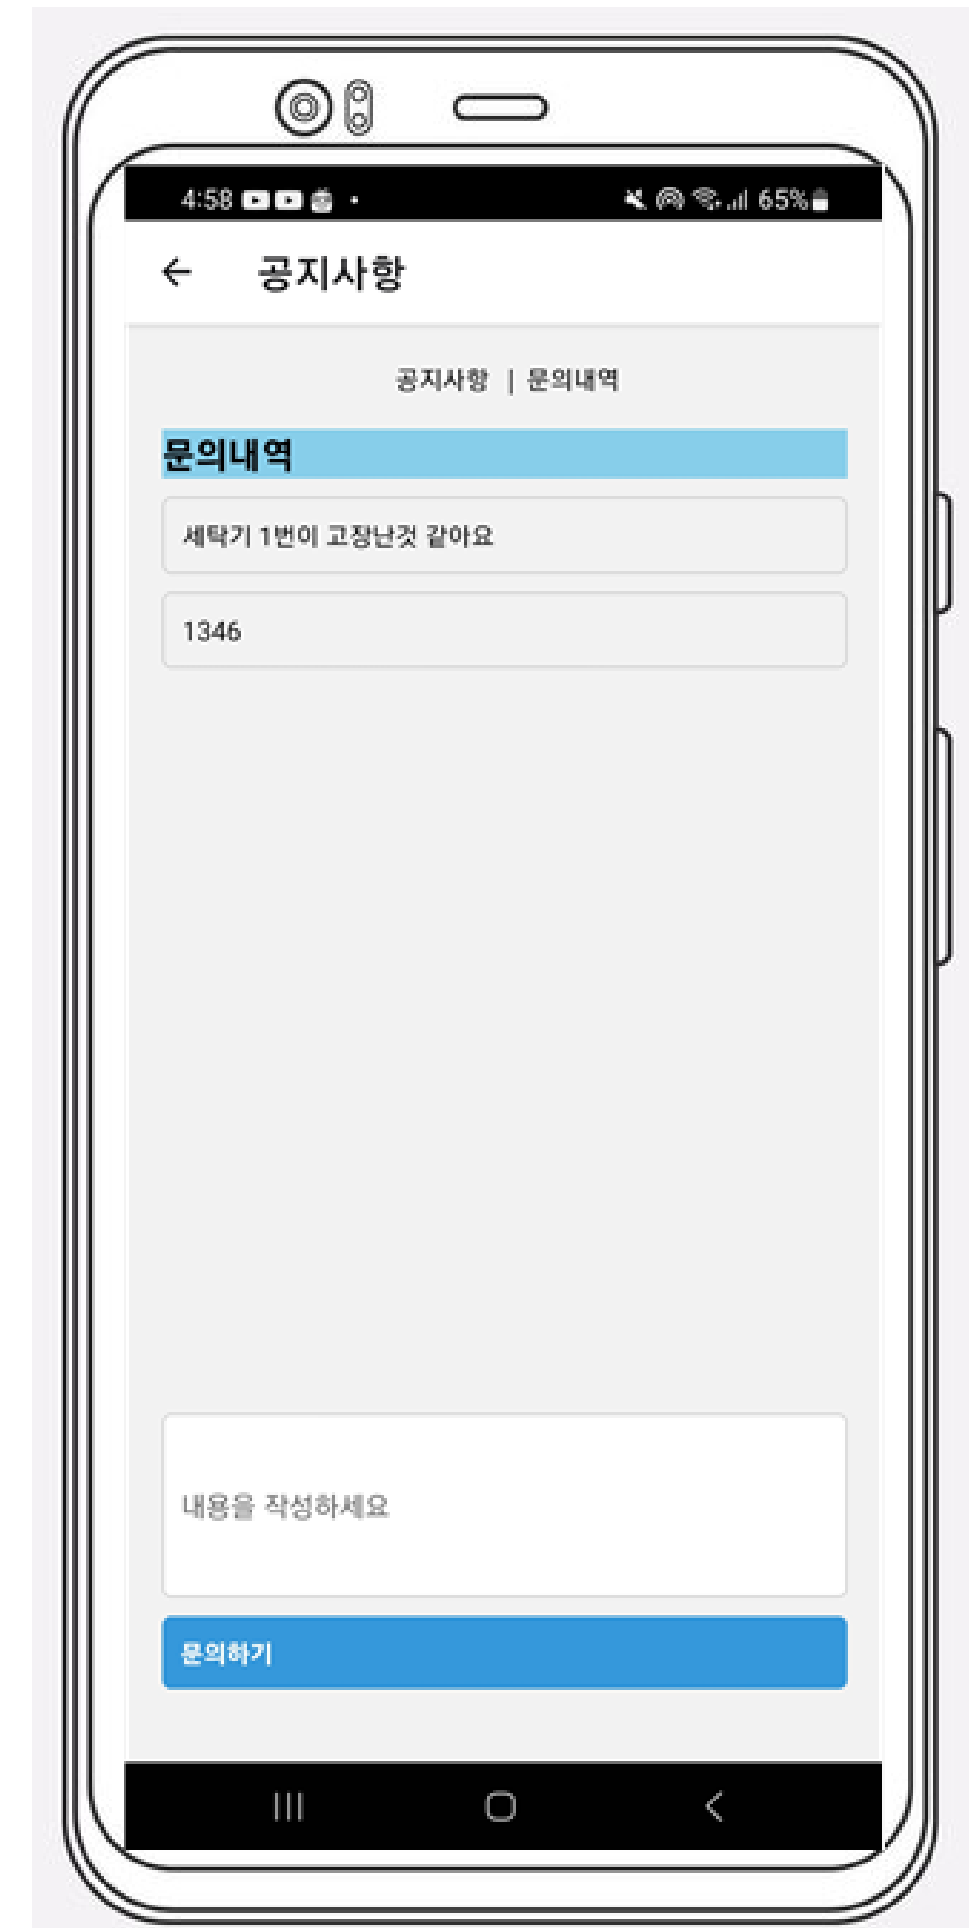 4:58 65%
공지사항
공지사항 | 문의내역
문의내역
세탁기 1번이 고장난것 같아요
1346
내용을 작성하세요
문의하기